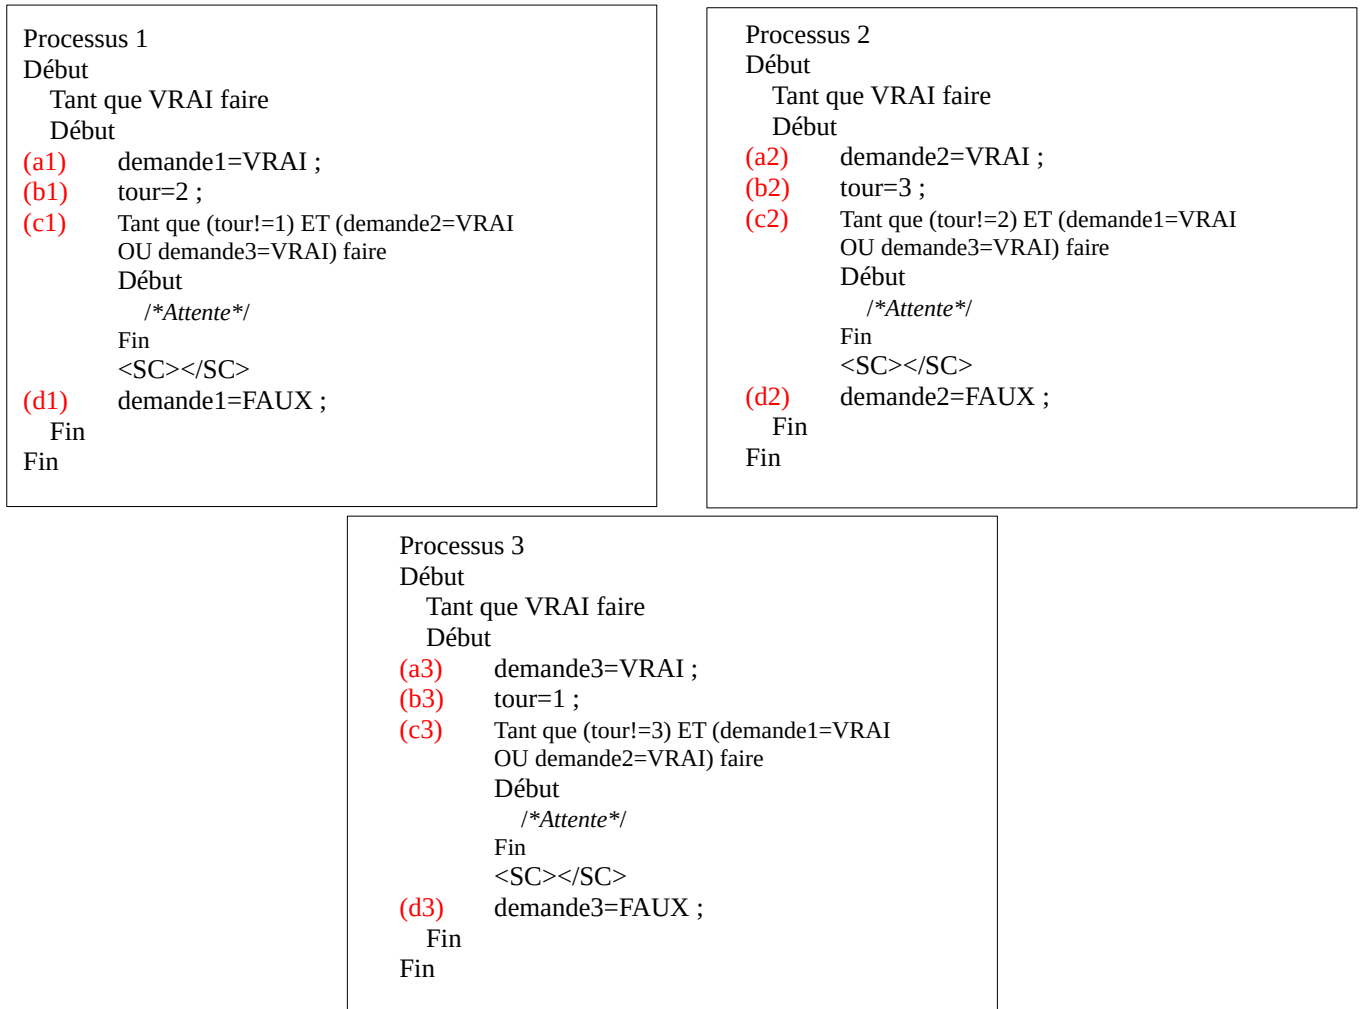 Processus 1
Début
Tant que VRAI faire
Début
(a1) demande1=VRAI ;
(b1) tour=2 ;
(c1) Tant que (tour!=1) ET (demande2=VRAI
OU demande3=VRAI) faire
Début
/*Attente*/
Fin
<SC></SC>
(d1) demande1=FAUX ;
Fin
Fin
Processus 2
Début
Tant que VRAI faire
Début
(a2) demande2=VRAI ;
(b2) tour=3 ;
(c2) Tant que (tour!=2) ET (demande1=VRAI
OU demande3=VRAI) faire
Début
/*Attente*/
Fin
<SC></SC>
(d2) demande2=FAUX ;
Fin
Fin
Processus 3
Début
Tant que VRAI faire
Début
(a3) demande3=VRAI ;
(b3) tour=1 ;
(c3) Tant que (tour!=3) ET (demande1=VRAI
OU demande2=VRAI) faire
Début
/*Attente*/
Fin
<SC></SC>
(d3) demande3=FAUX ;
Fin
Fin